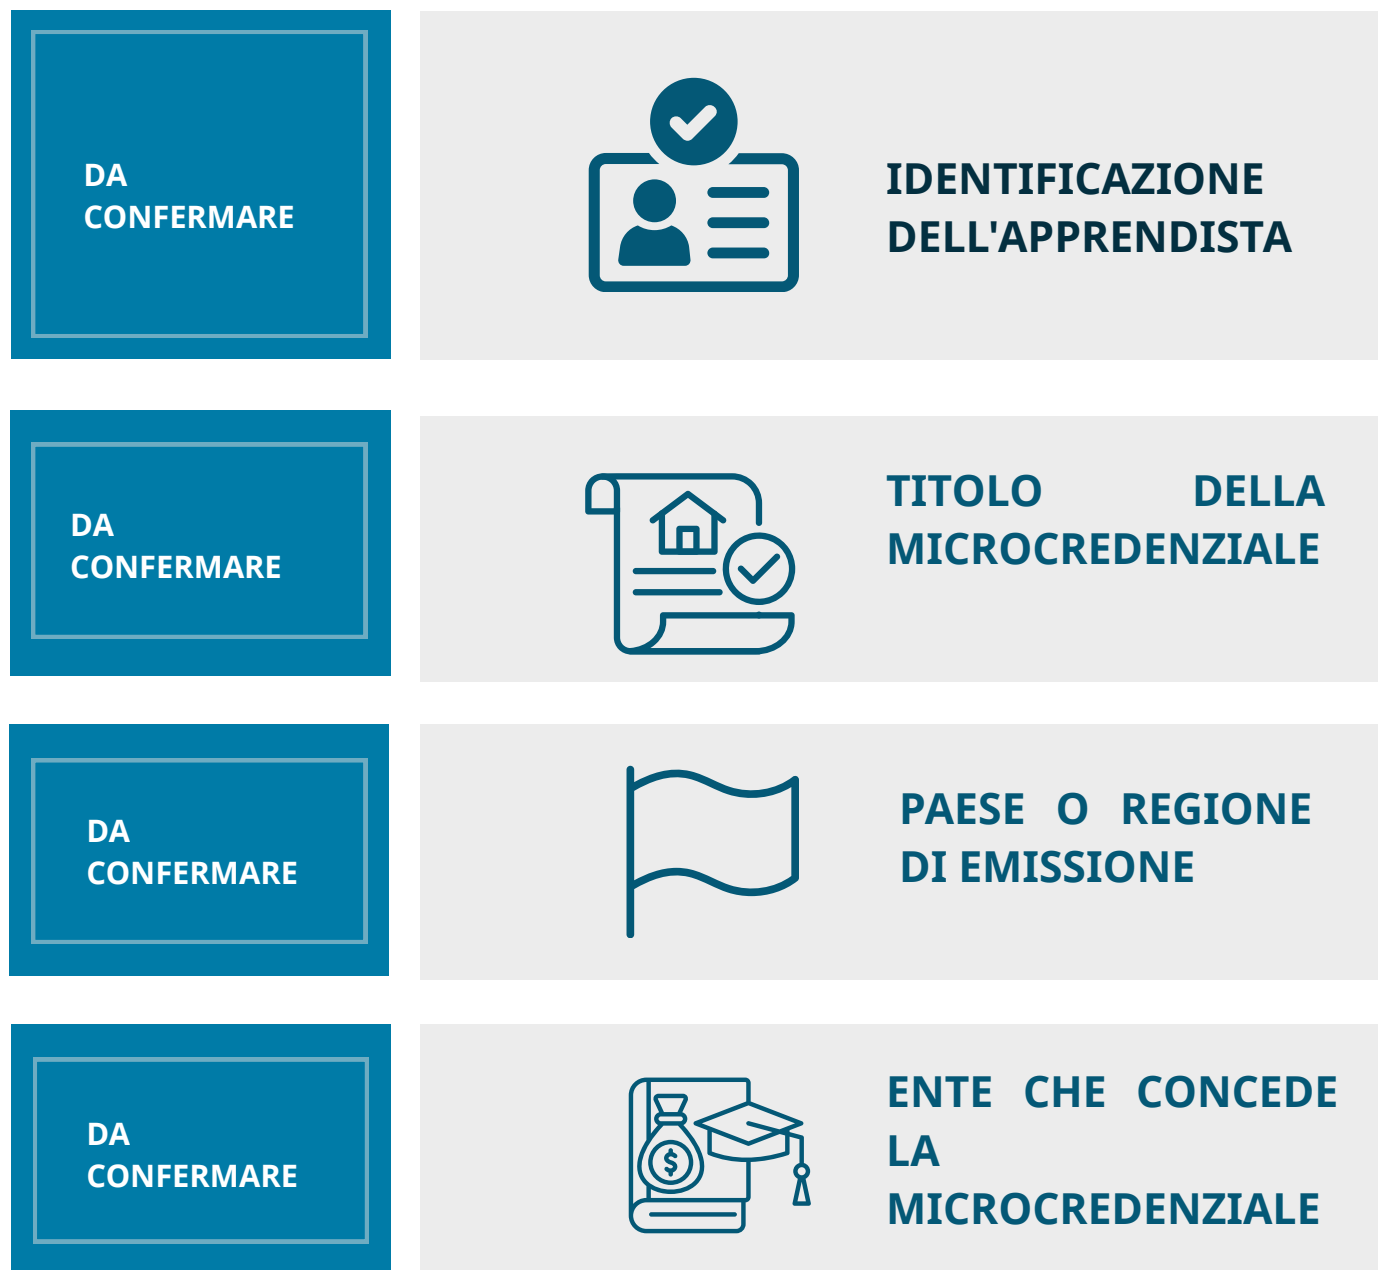 DA
CONFERMARE
IDENTIFICAZIONE
DELL'APPRENDISTA
DA
CONFERMARE
TITOLO DELLA
MICROCREDENZIALE
DA
CONFERMARE
PAESE O REGIONE
DI EMISSIONE
DA
CONFERMARE
ENTE CHE CONCEDE
LA
MICROCREDENZIALE
$